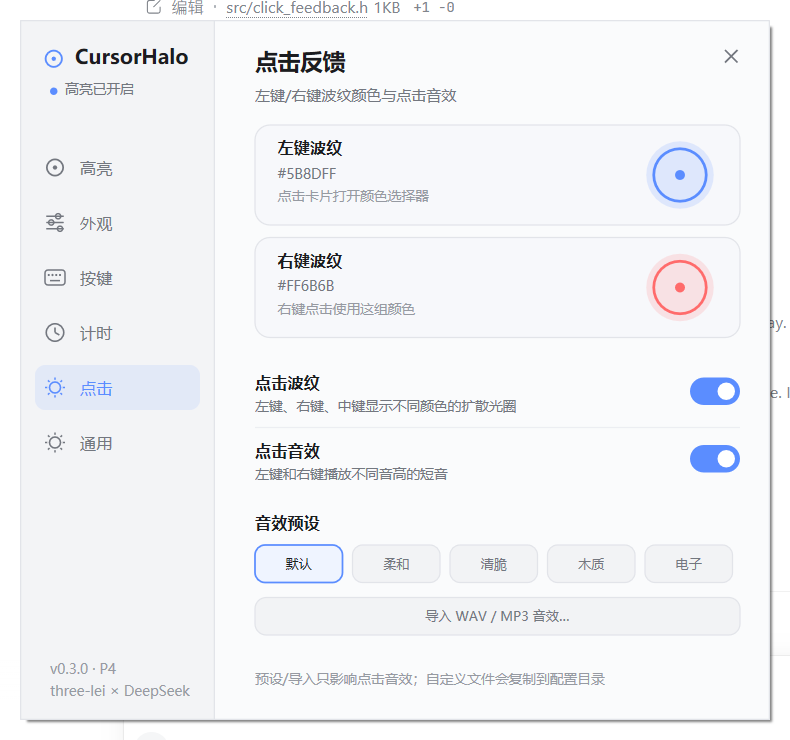 编辑 · src/click_feedback.h 1KB +1 -0
CursorHalo
高亮已开启
高亮
外观
按键
计时
点击
通用
v0.3.0 · P4
three-lei × DeepSeek
点击反馈
左键/右键波纹颜色与点击音效
左键波纹
#5B8DFF
点击卡片打开颜色选择器
右键波纹
#FF6B6B
右键点击使用这组颜色
点击波纹
左键、右键、中键显示不同颜色的扩散光圈
点击音效
左键和右键播放不同音高的短音
音效预设
默认 柔和 清脆 木质 电子
导入 WAV / MP3 音效...
预设/导入只影响点击音效；自定义文件会复制到配置目录
ay.
e. I